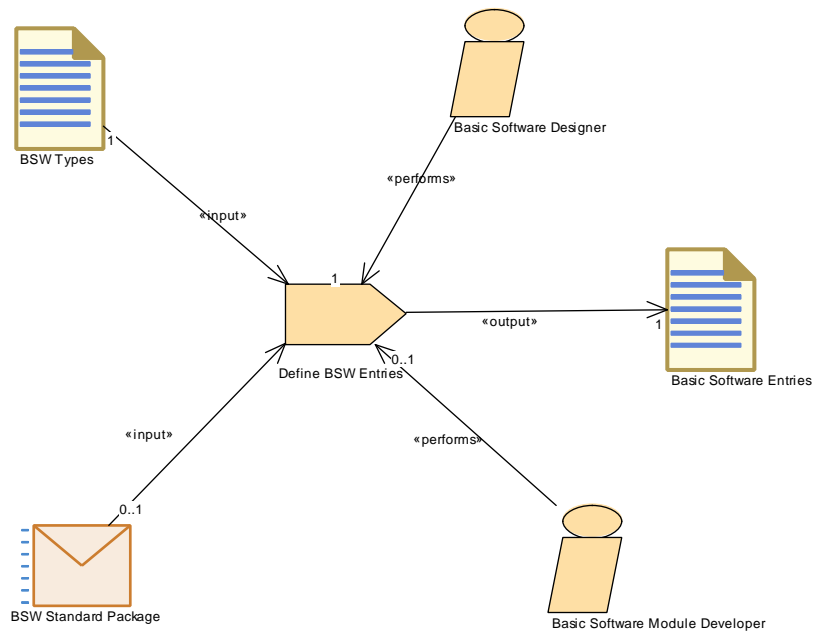 Basic Software Designer
1
BSW Types
«performs»
«input»
1
«output»
1
0..1
Define BSW Entries
Basic Software Entries
«input»
«performs»
0..1
BSW Standard Package
Basic Software Module Developer